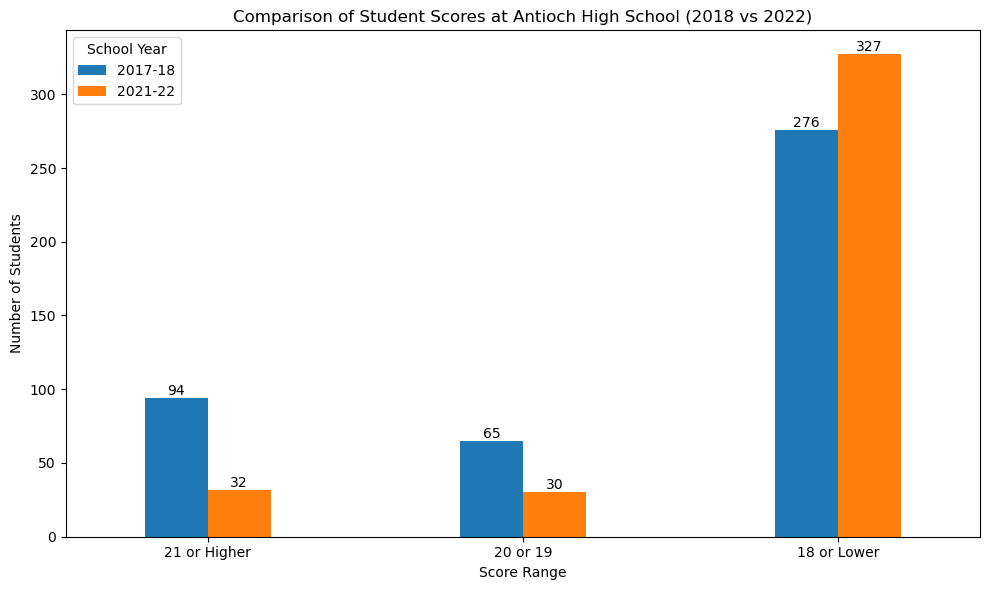 Comparison of Student Scores at Antioch High School (2018 vs 2022)
School Year
2017-18
2021-22
Number of Students
300
250
200
150
100
50
0
94
32
65
30
276
327
21 or Higher
20 or 19
18 or Lower
Score Range